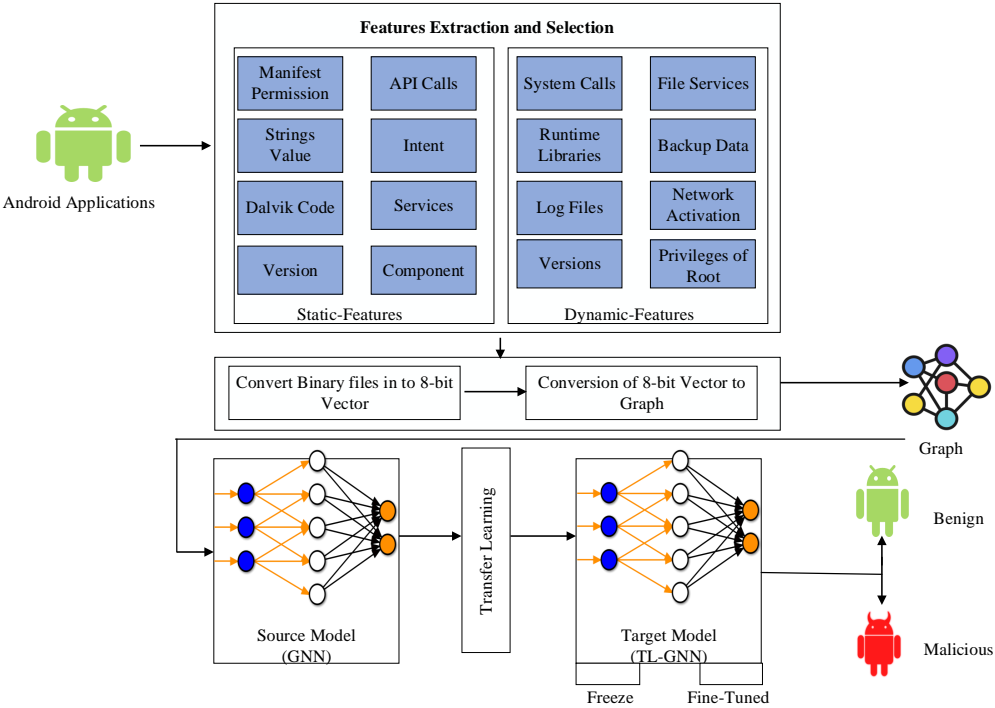 Features Extraction and Selection
Manifest
Permission
API Calls
System Calls
File Services
Strings
Value
Intent
Runtime
Libraries
Backup Data
Android Applications
Dalvik Code
Services
Log Files
Network
Activation
Version
Component
Versions
Privileges of
Root
Static-Features
Dynamic-Features
Convert Binary files in to 8-bit
Vector
Conversion of 8-bit Vector to
Graph
Graph
Transfer Learning
Benign
Source Model
(GNN)
Target Model
(TL-GNN)
Malicious
Freeze
Fine-Tuned